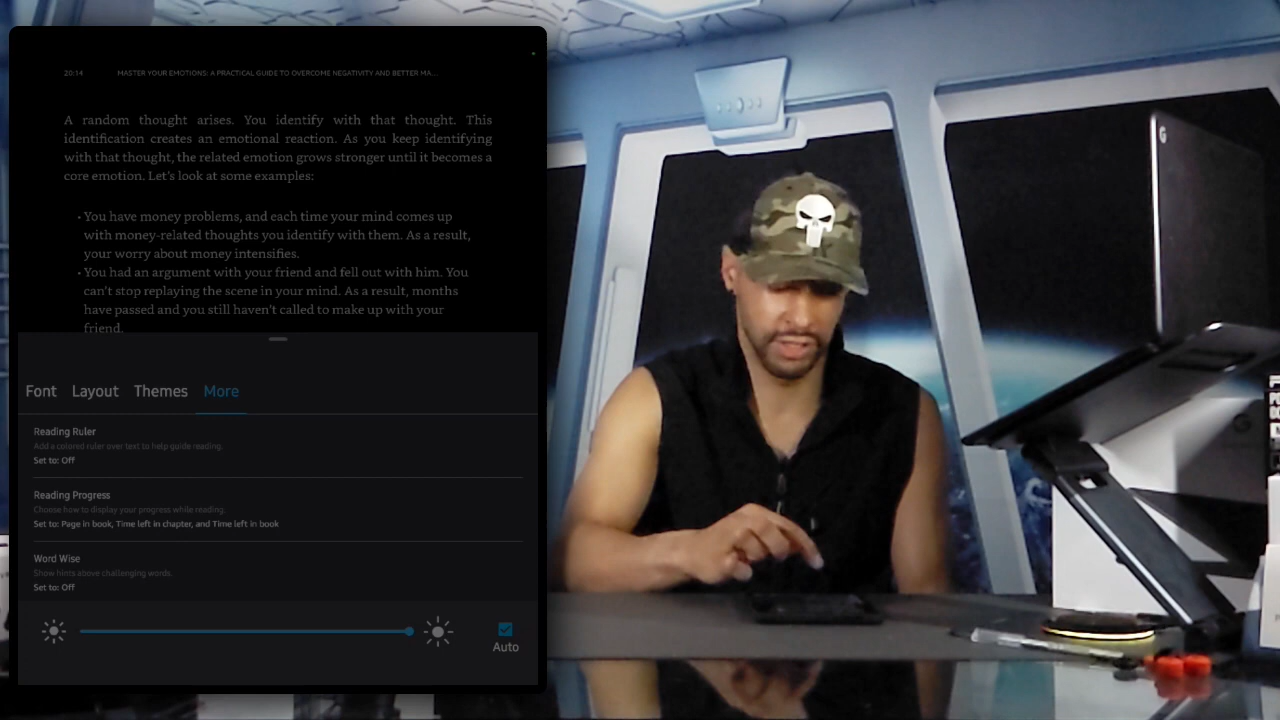 20:14 MASTER YOUR EMOTIONS: A PRACTICAL GUIDE TO OVERCOME NEGATIVITY AND BETTER MA...
A random thought arises. You identify with that thought. This
identification creates an emotional reaction. As you keep identifying
with that thought, the related emotion grows stronger until it becomes a
core emotion. Let's look at some examples:
• You have money problems, and each time your mind comes up
with money-related thoughts you identify with them. As a result,
your worry about money intensifies.
• You had an argument with your friend and fell out with him. You
can't stop replaying the scene in your mind. As a result, months
have passed and you still haven't called to make up with your
friend.
Font Layout Themes More
Reading Ruler
Add a colored ruler over text to help guide reading.
Set to: Off
Reading Progress
Choose how to display your progress while reading.
Set to: Page in book, Time left in chapter, and Time left in book
Word Wise
Show hints above challenging words.
Set to: Off
Auto
G